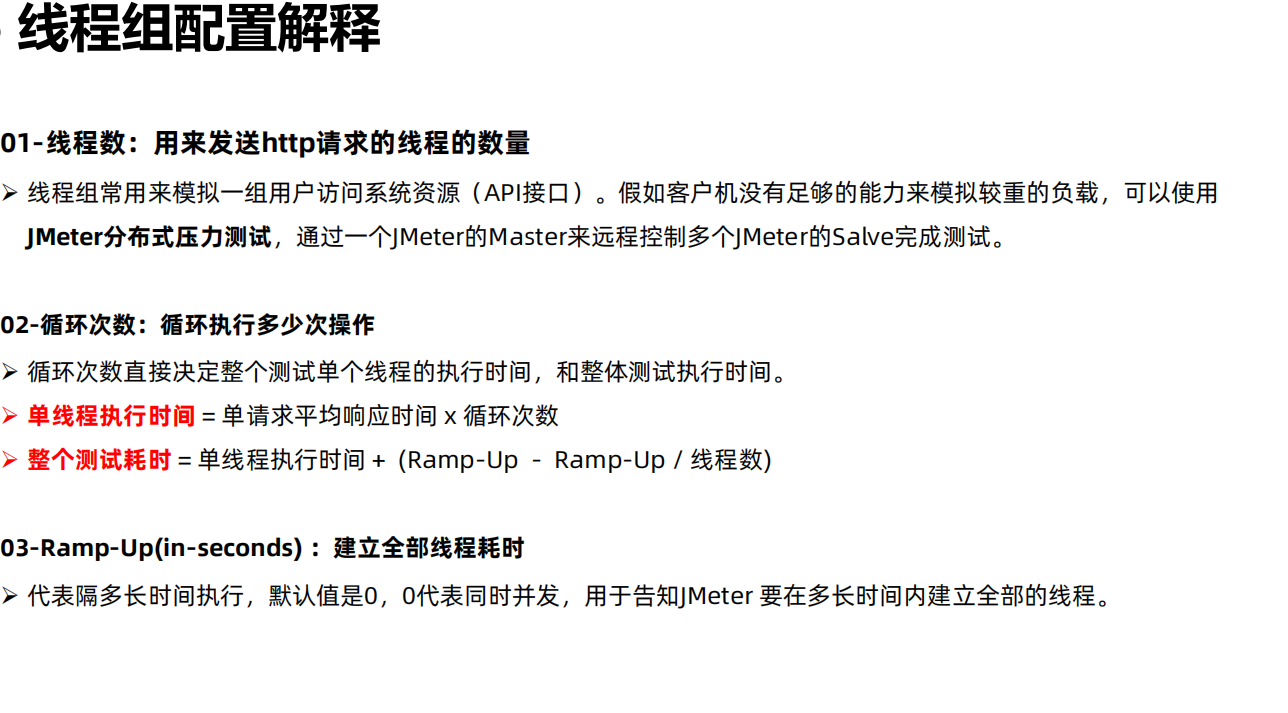 线程组配置解释
01-线程数：用来发送http请求的线程的数量
➢ 线程组常用来模拟一组用户访问系统资源（API接口）。假如客户机没有足够的能力来模拟较重的负载，可以使用
JMeter分布式压力测试，通过一个JMeter的Master来远程控制多个JMeter的Salve完成测试。
02-循环次数：循环执行多少次操作
➢ 循环次数直接决定整个测试单个线程的执行时间，和整体测试执行时间。
➢ 单线程执行时间 = 单请求平均响应时间 x 循环次数
➢ 整个测试耗时 = 单线程执行时间 + (Ramp-Up - Ramp-Up / 线程数)
03-Ramp-Up(in-seconds) ：建立全部线程耗时
➢ 代表隔多长时间执行，默认值是0，0代表同时并发，用于告知JMeter 要在多长时间内建立全部的线程。